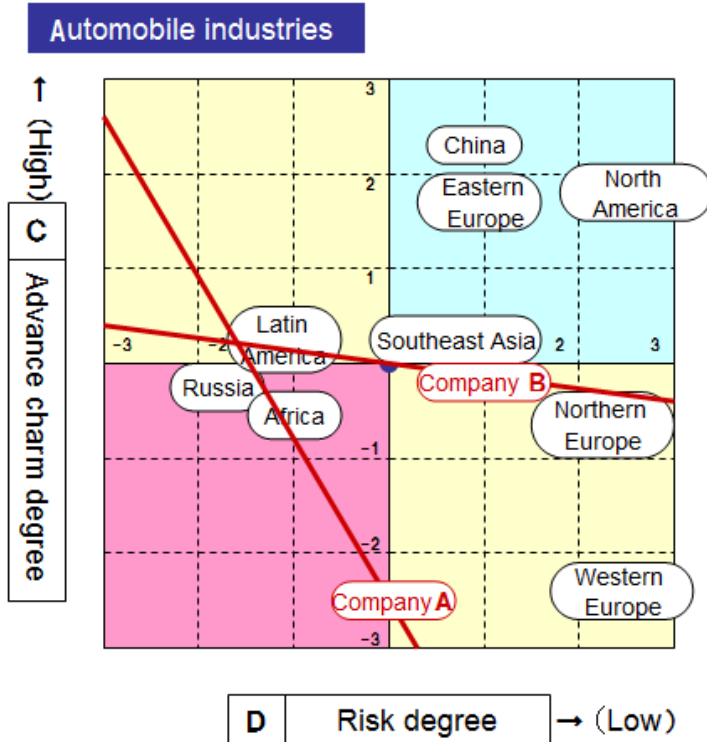 Automobile industries
↑ (High)
C
Advance charm degree
3
2
1
-3
-2
2
3
-1
-2
-3
China
Eastern
Europe
North
America
Latin
America
Southeast Asia
Russia
Africa
Company B
Northern
Europe
Company A
Western
Europe
D
Risk degree
→ (Low)